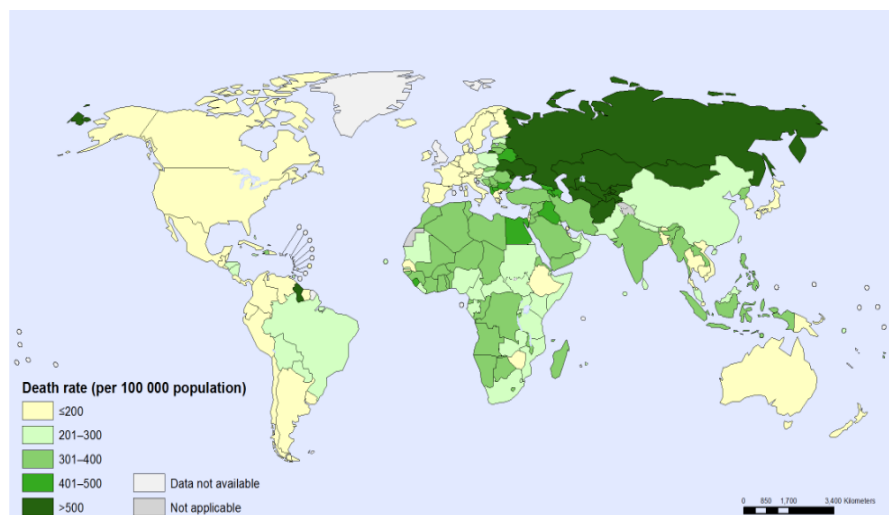 Death rate (per 100 000 population)
≤200
201–300
301–400
401–500
>500
Data not available
Not applicable
0 850 1,700 3,400 Kilometers